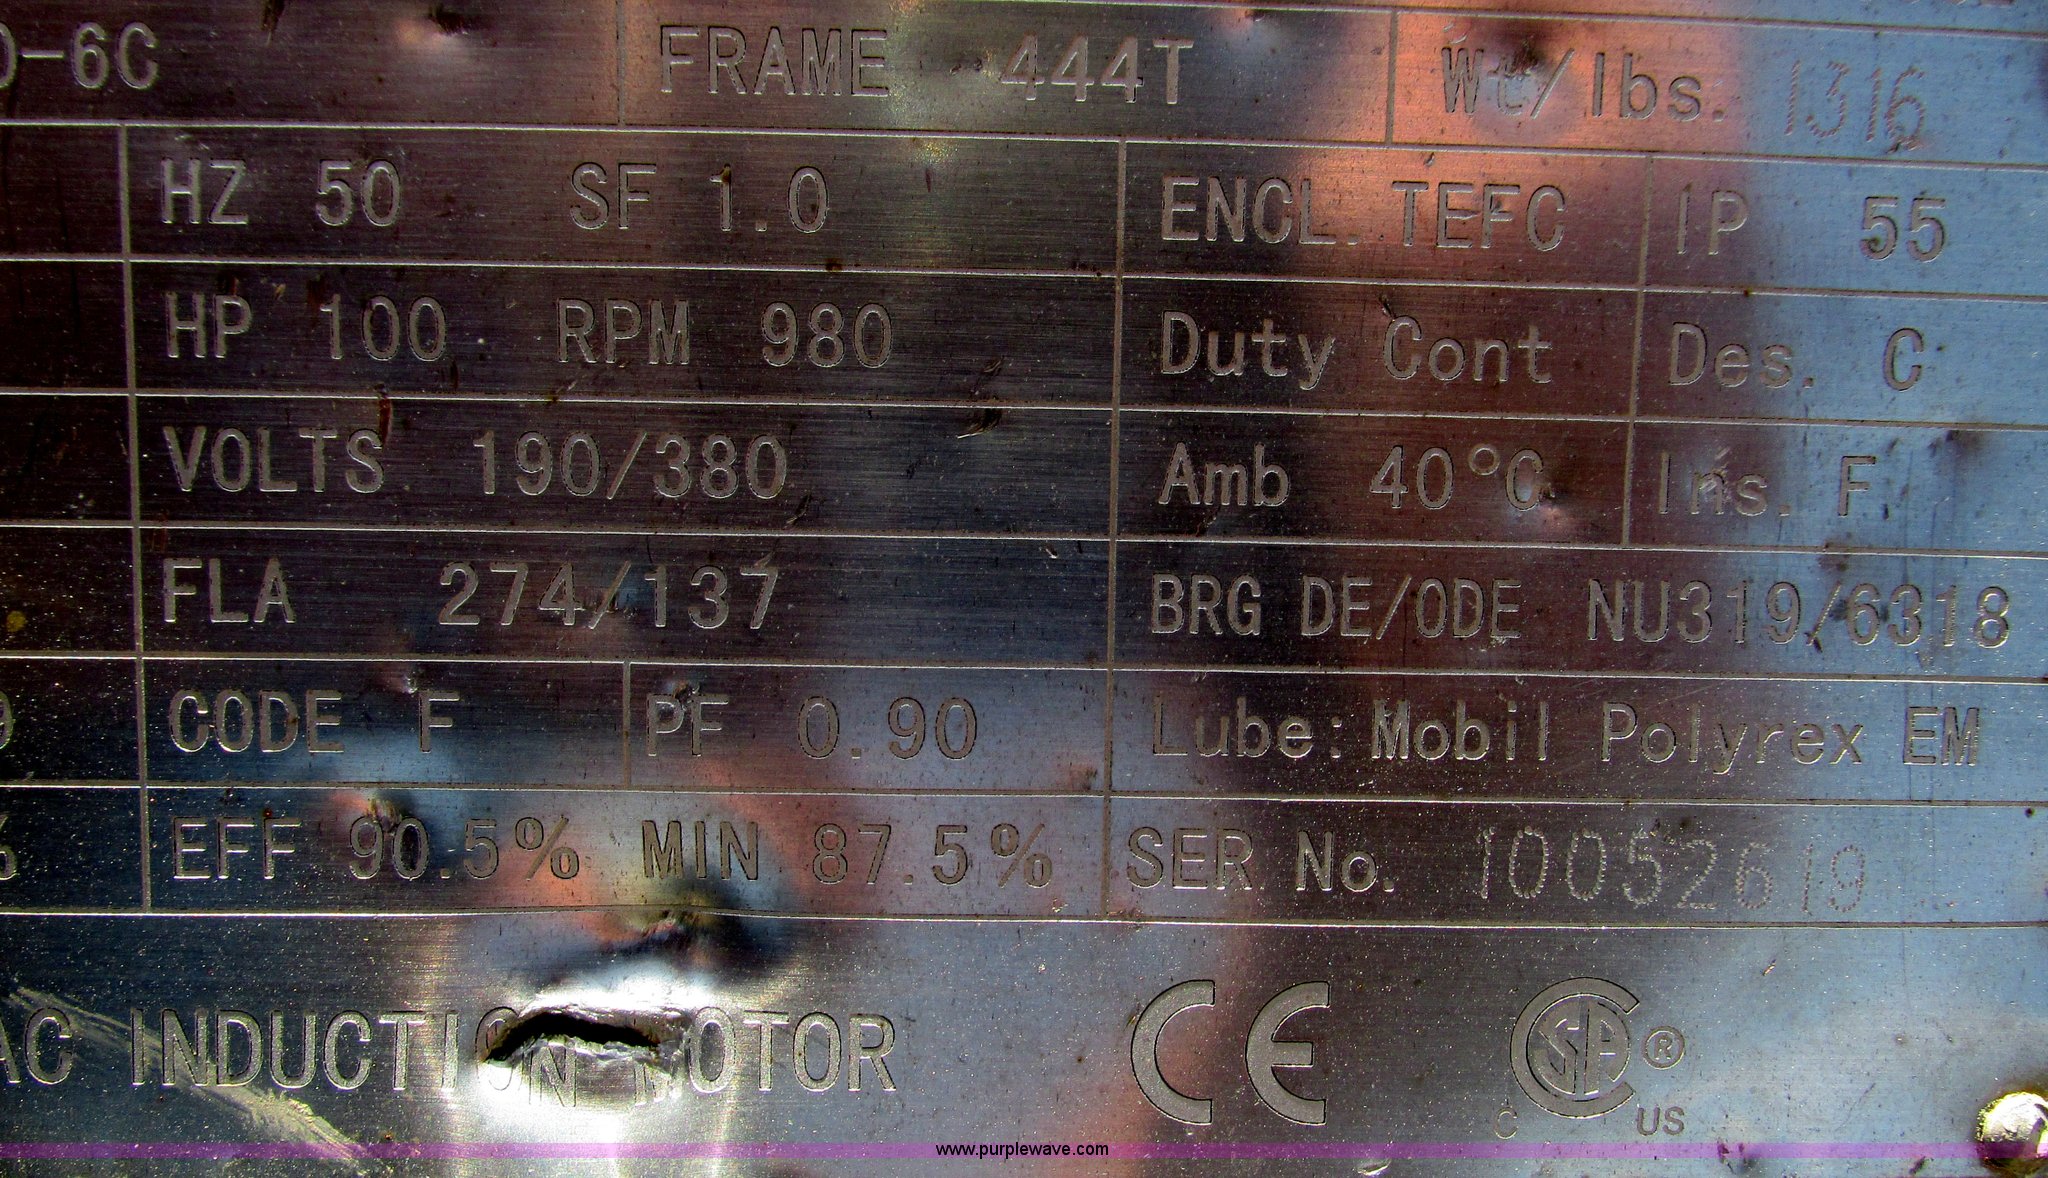 -6C FRAME 444T Wt/lbs. 1316
HZ 50 SF 1.0 ENCL. TEFC IP 55
HP 100 RPM 980 Duty Cont Des. C
VOLTS 190/380 Amb 40°C Ins. F
FLA 274/137 BRG DE/ODE NU319/6318
CODE F PF 0.90 Lube: Mobil Polyrex EM
EFF 90.5% MIN 87.5% SER No. 10052619
AC INDUCTION MOTOR CE CSA ®
C US
www.purplewave.com